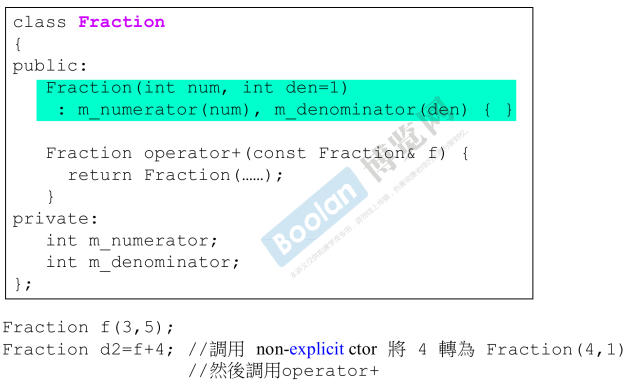 class Fraction
{
public:
Fraction(int num, int den=1)
: m_numerator(num), m_denominator(den) { }
Fraction operator+(const Fraction& f) {
return Fraction(……);
}
private:
int m_numerator;
int m_denominator;
};
Boolan 博览网
Fraction f(3,5);
Fraction d2=f+4; //調用 non-explicit ctor 將 4 轉為 Fraction(4,1)
//然後調用operator+